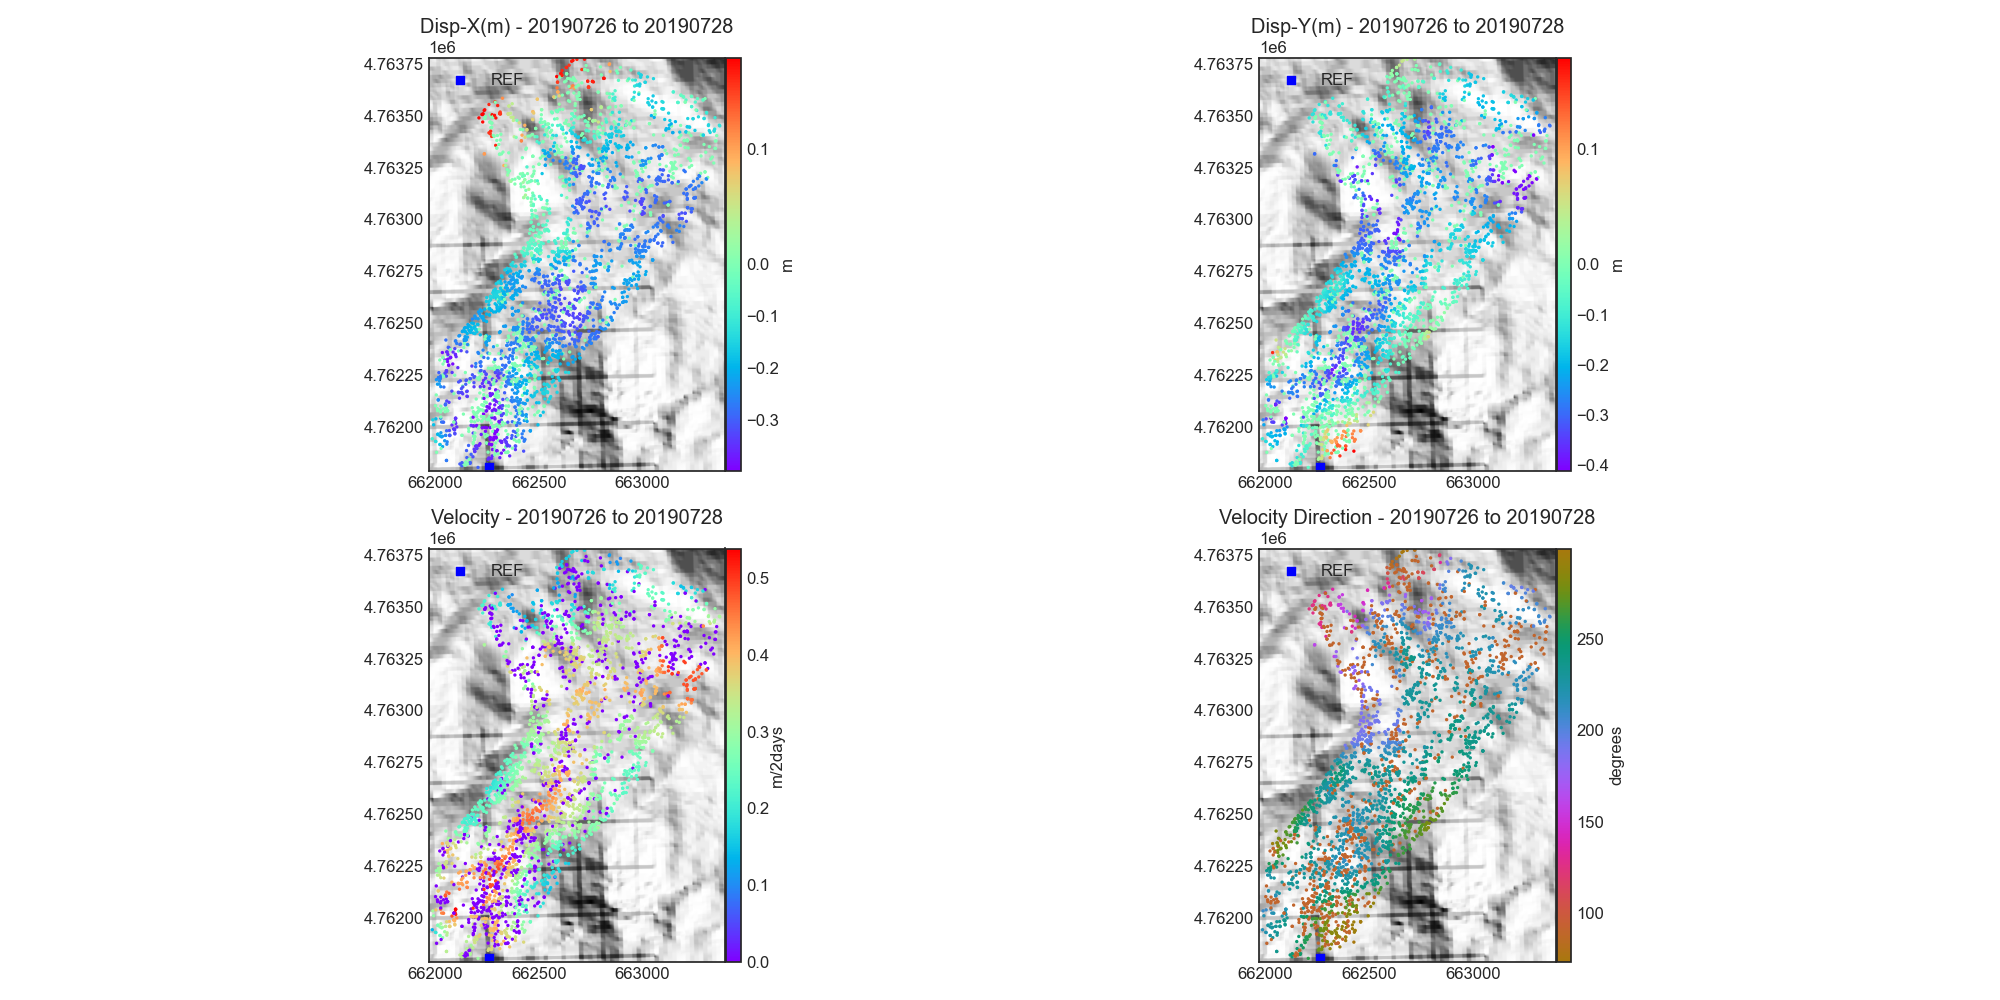 Disp-X(m) - 20190726 to 20190728
1e6
REF
4.76375
4.76350
4.76325
4.76300
4.76275
4.76250
4.76225
4.76200
662000 662500 663000
0.1
0.0
−0.1
−0.2
−0.3
m
Disp-Y(m) - 20190726 to 20190728
1e6
REF
4.76375
4.76350
4.76325
4.76300
4.76275
4.76250
4.76225
4.76200
662000 662500 663000
0.1
0.0
−0.1
−0.2
−0.3
−0.4
m
Velocity - 20190726 to 20190728
1e6
REF
4.76375
4.76350
4.76325
4.76300
4.76275
4.76250
4.76225
4.76200
662000 662500 663000
0.5
0.4
0.3
0.2
0.1
0.0
m/2days
Velocity Direction - 20190726 to 20190728
1e6
REF
4.76375
4.76350
4.76325
4.76300
4.76275
4.76250
4.76225
4.76200
662000 662500 663000
250
200
150
100
degrees